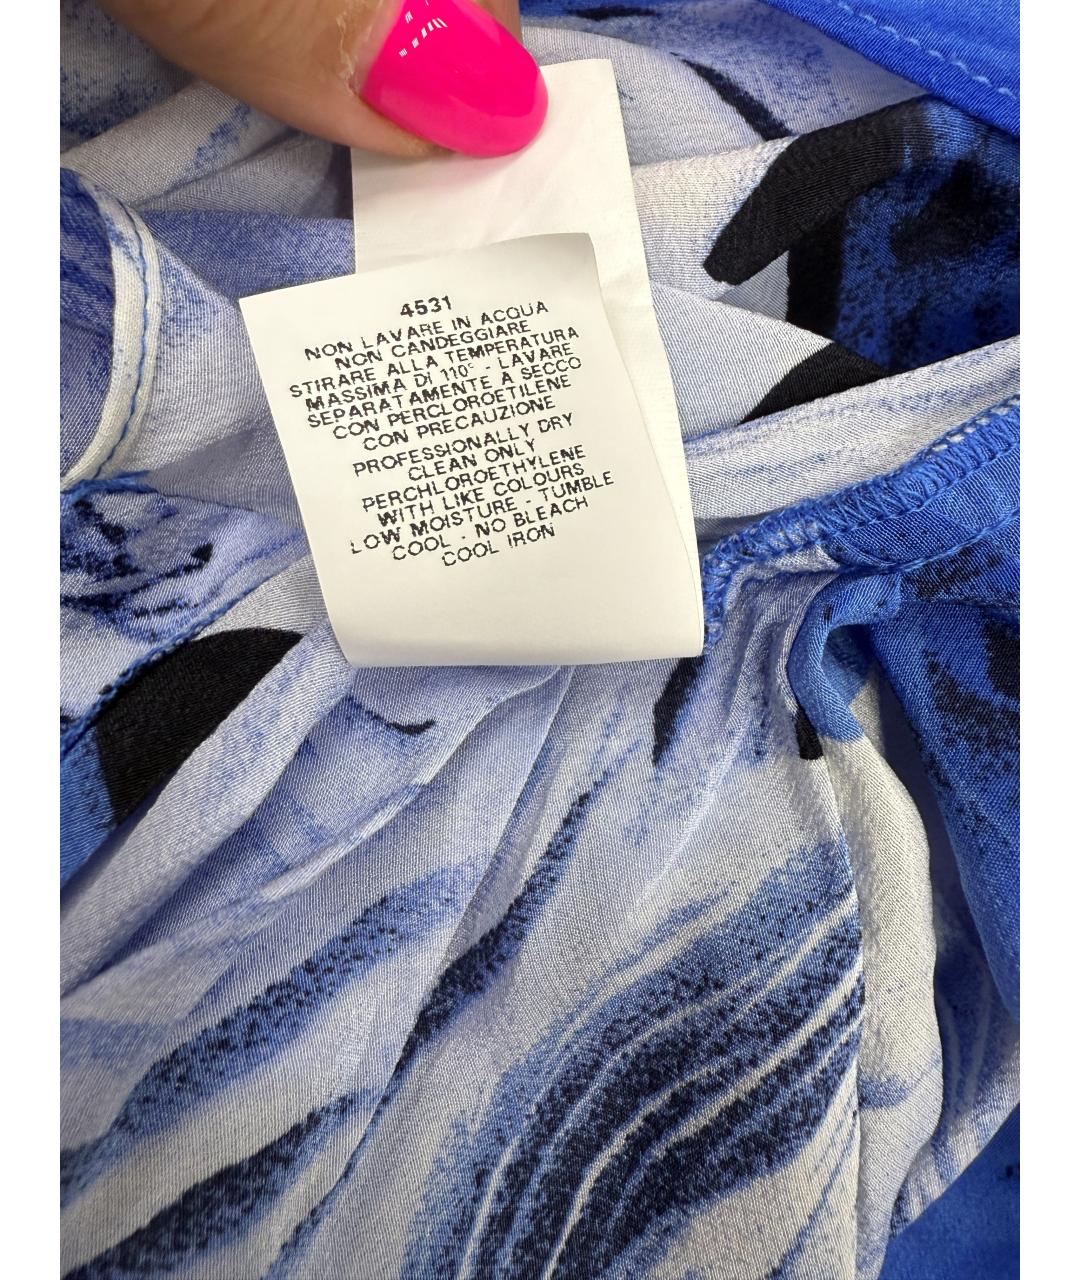 4531
NON LAVARE IN ACQUA
NON CANDEGGIARE
STIRARE ALLA TEMPERATURA
MASSIMA DI 110° - LAVARE
SEPARATAMENTE A SECCO
CON PERCLOROETILENE
CON PRECAUZIONE
PROFESSIONALLY DRY
CLEAN ONLY
PERCHLOROETHYLENE
WITH LIKE COLOURS
LOW MOISTURE - TUMBLE
COOL - NO BLEACH
COOL IRON